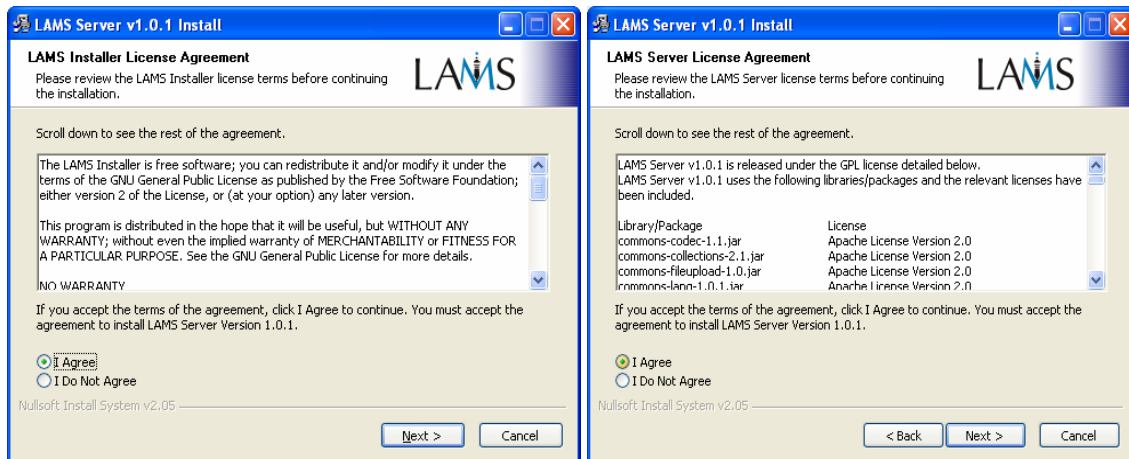 LAMS Server v1.0.1 Install
LAMS Installer License Agreement
Please review the LAMS Installer license terms before continuing
the installation.
LAMS
Scroll down to see the rest of the agreement.
The LAMS Installer is free software; you can redistribute it and/or modify it under the
terms of the GNU General Public License as published by the Free Software Foundation;
either version 2 of the License, or (at your option) any later version.
This program is distributed in the hope that it will be useful, but WITHOUT ANY
WARRANTY; without even the implied warranty of MERCHANTABILITY or FITNESS FOR
A PARTICULAR PURPOSE. See the GNU General Public License for more details.
NO WARRANTY
If you accept the terms of the agreement, click I Agree to continue. You must accept the
agreement to install LAMS Server Version 1.0.1.
I Agree
I Do Not Agree
Nullsoft Install System v2.05
Next >
Cancel
LAMS Server v1.0.1 Install
LAMS Server License Agreement
Please review the LAMS Server license terms before continuing
the installation.
LAMS
Scroll down to see the rest of the agreement.
LAMS Server v1.0.1 is released under the GPL license detailed below.
LAMS Server v1.0.1 uses the following libraries/packages and the relevant licenses have
been included.
Library/Package License
commons-codec-1.1.jar Apache License Version 2.0
commons-collections-2.1.jar Apache License Version 2.0
commons-fileupload-1.0.jar Apache License Version 2.0
commons-lang-1.0.1.jar Apache License Version 2.0
If you accept the terms of the agreement, click I Agree to continue. You must accept the
agreement to install LAMS Server Version 1.0.1.
I Agree
I Do Not Agree
Nullsoft Install System v2.05
< Back
Next >
Cancel